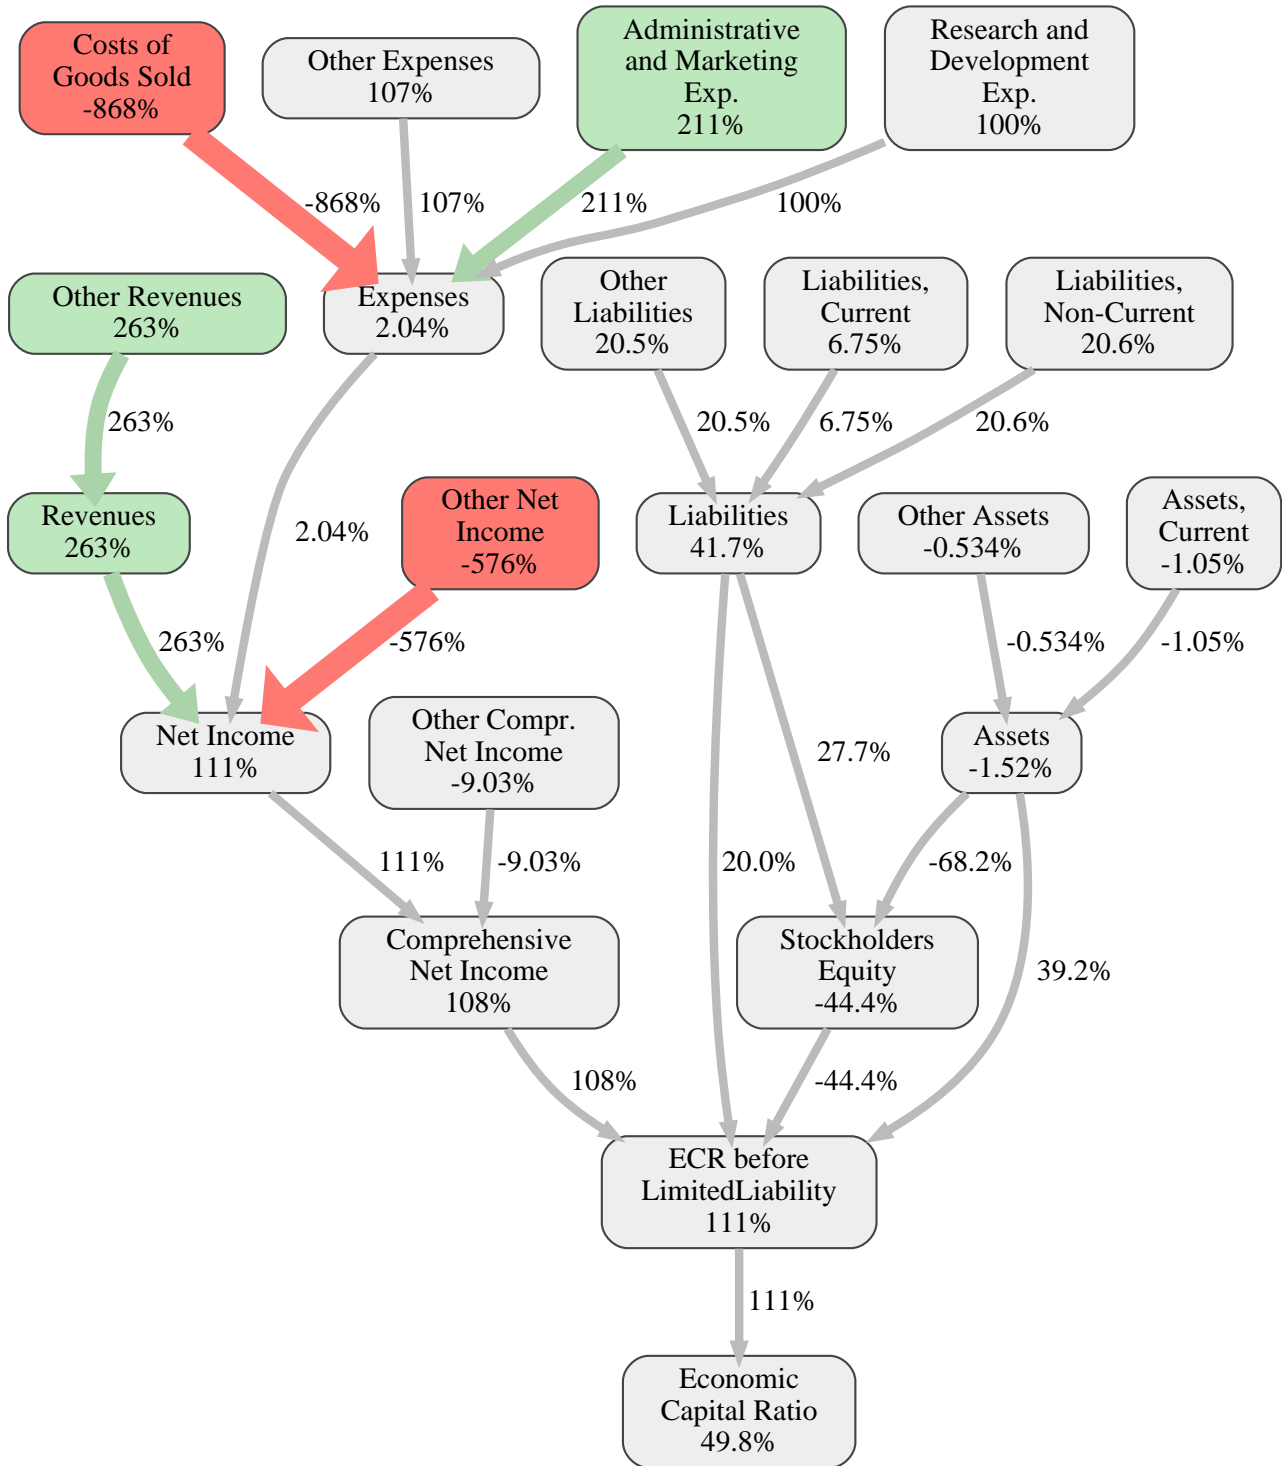 Costs of
Goods Sold
-868%
Other Expenses
107%
Administrative
and Marketing
Exp.
211%
Research and
Development
Exp.
100%
-868%
107%
211%
100%
Other Revenues
263%
Expenses
2.04%
Other
Liabilities
20.5%
Liabilities,
Current
6.75%
Liabilities,
Non-Current
20.6%
263%
20.5%
6.75%
20.6%
Revenues
263%
2.04%
Other Net
Income
-576%
Liabilities
41.7%
Other Assets
-0.534%
Assets,
Current
-1.05%
263%
-576%
-0.534%
-1.05%
Net Income
111%
Other Compr.
Net Income
-9.03%
27.7%
Assets
-1.52%
111%
-9.03%
20.0%
-68.2%
Comprehensive
Net Income
108%
Stockholders
Equity
-44.4%
39.2%
108%
-44.4%
ECR before
LimitedLiability
111%
111%
Economic
Capital Ratio
49.8%